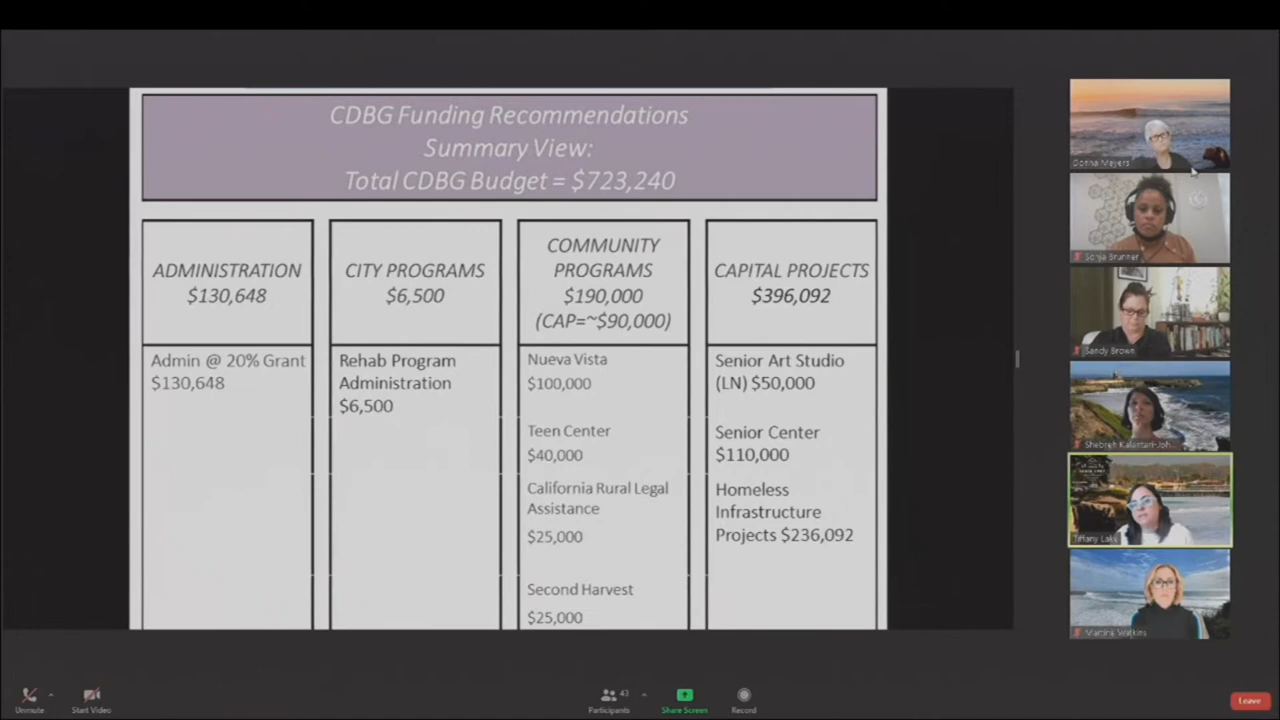 CDBG Funding Recommendations
Summary View:
Total CDBG Budget = $723,240
ADMINISTRATION
$130,648
CITY PROGRAMS
$6,500
COMMUNITY
PROGRAMS
$190,000
(CAP=~$90,000)
CAPITAL PROJECTS
$396,092
Admin @ 20% Grant
$130,648
Rehab Program
Administration
$6,500
Nueva Vista
$100,000
Teen Center
$40,000
California Rural Legal
Assistance
$25,000
Second Harvest
$25,000
Senior Art Studio
(LN) $50,000
Senior Center
$110,000
Homeless
Infrastructure
Projects $236,092
Donna Meyers
Sonja Brunner
Sandy Brown
Shebreh Kalantari-Joh...
Tiffany Lake
Martine Watkins
Unmute
Start Video
Participants
43
Share Screen
Record
Leave